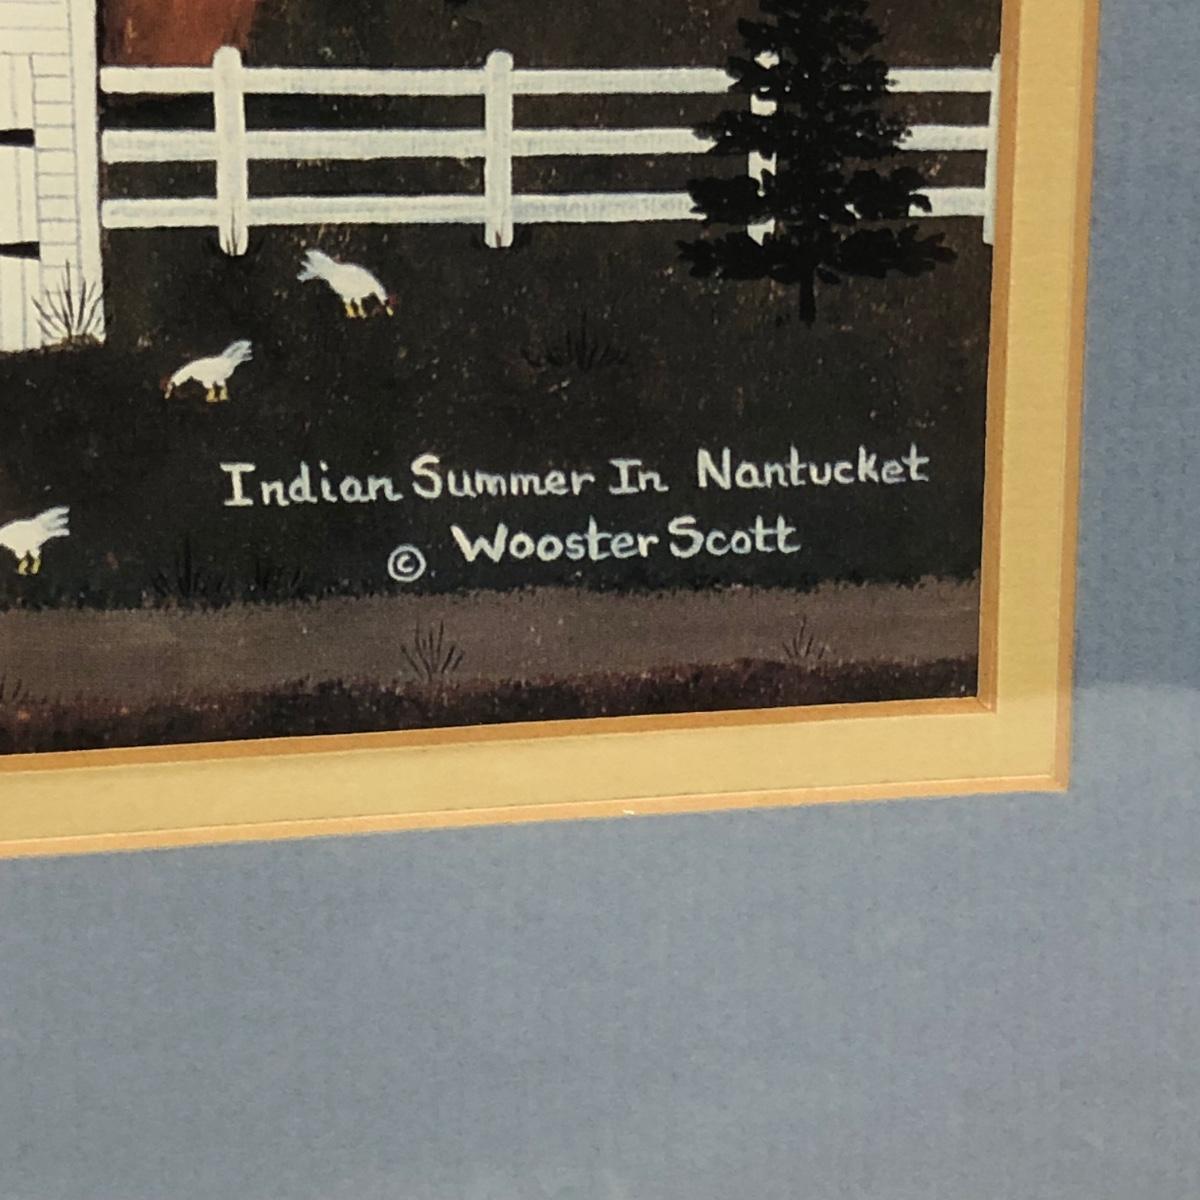 Indian Summer In Nantucket
© Wooster Scott